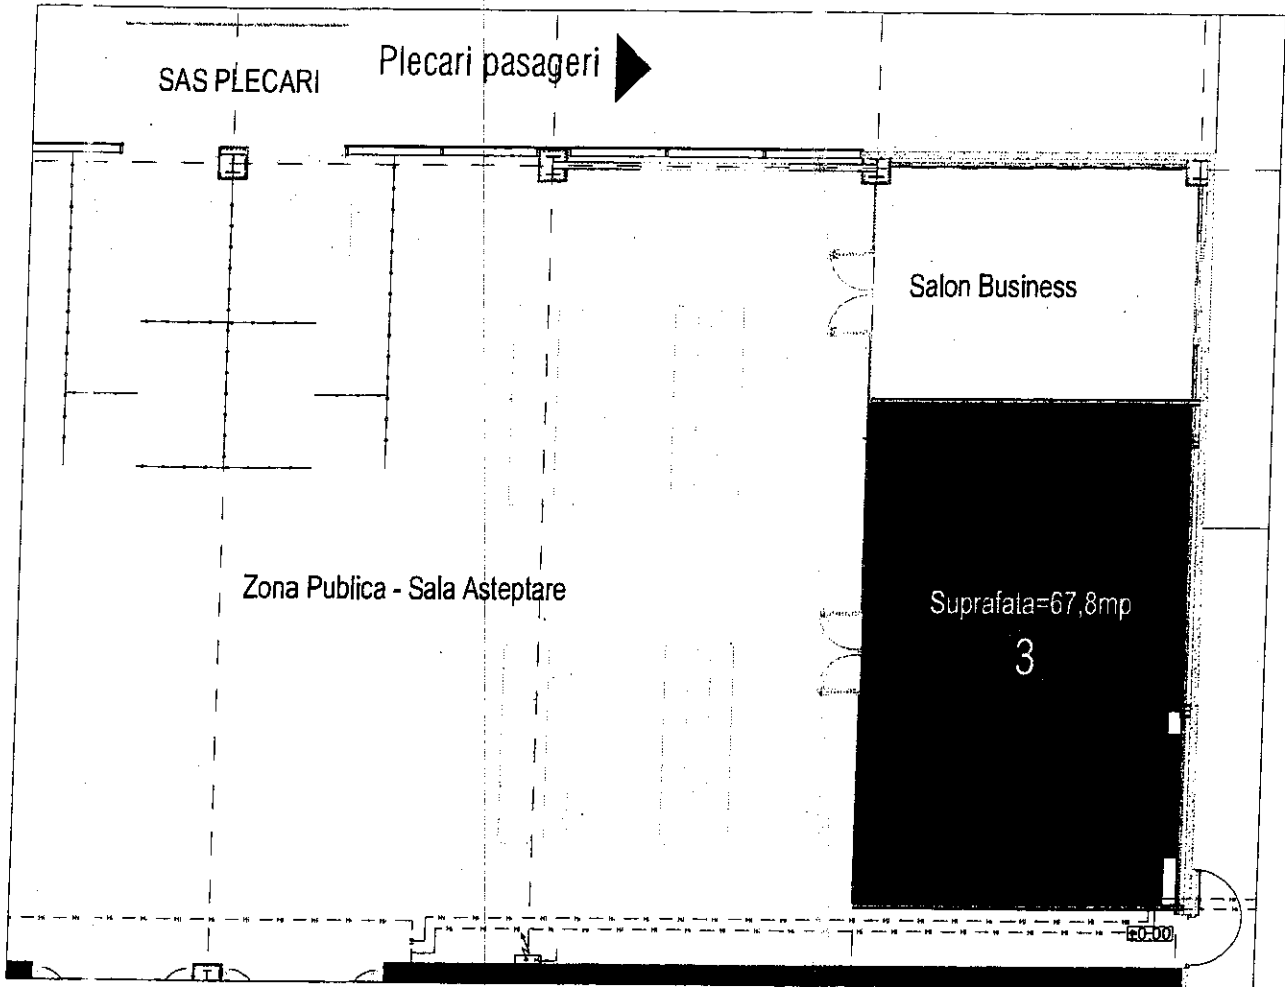 Plecari pasageri
SAS PLECARI
Salon Business
Zona Publica - Sala Asteptare
Suprafata=67,8mp
3
±0.00